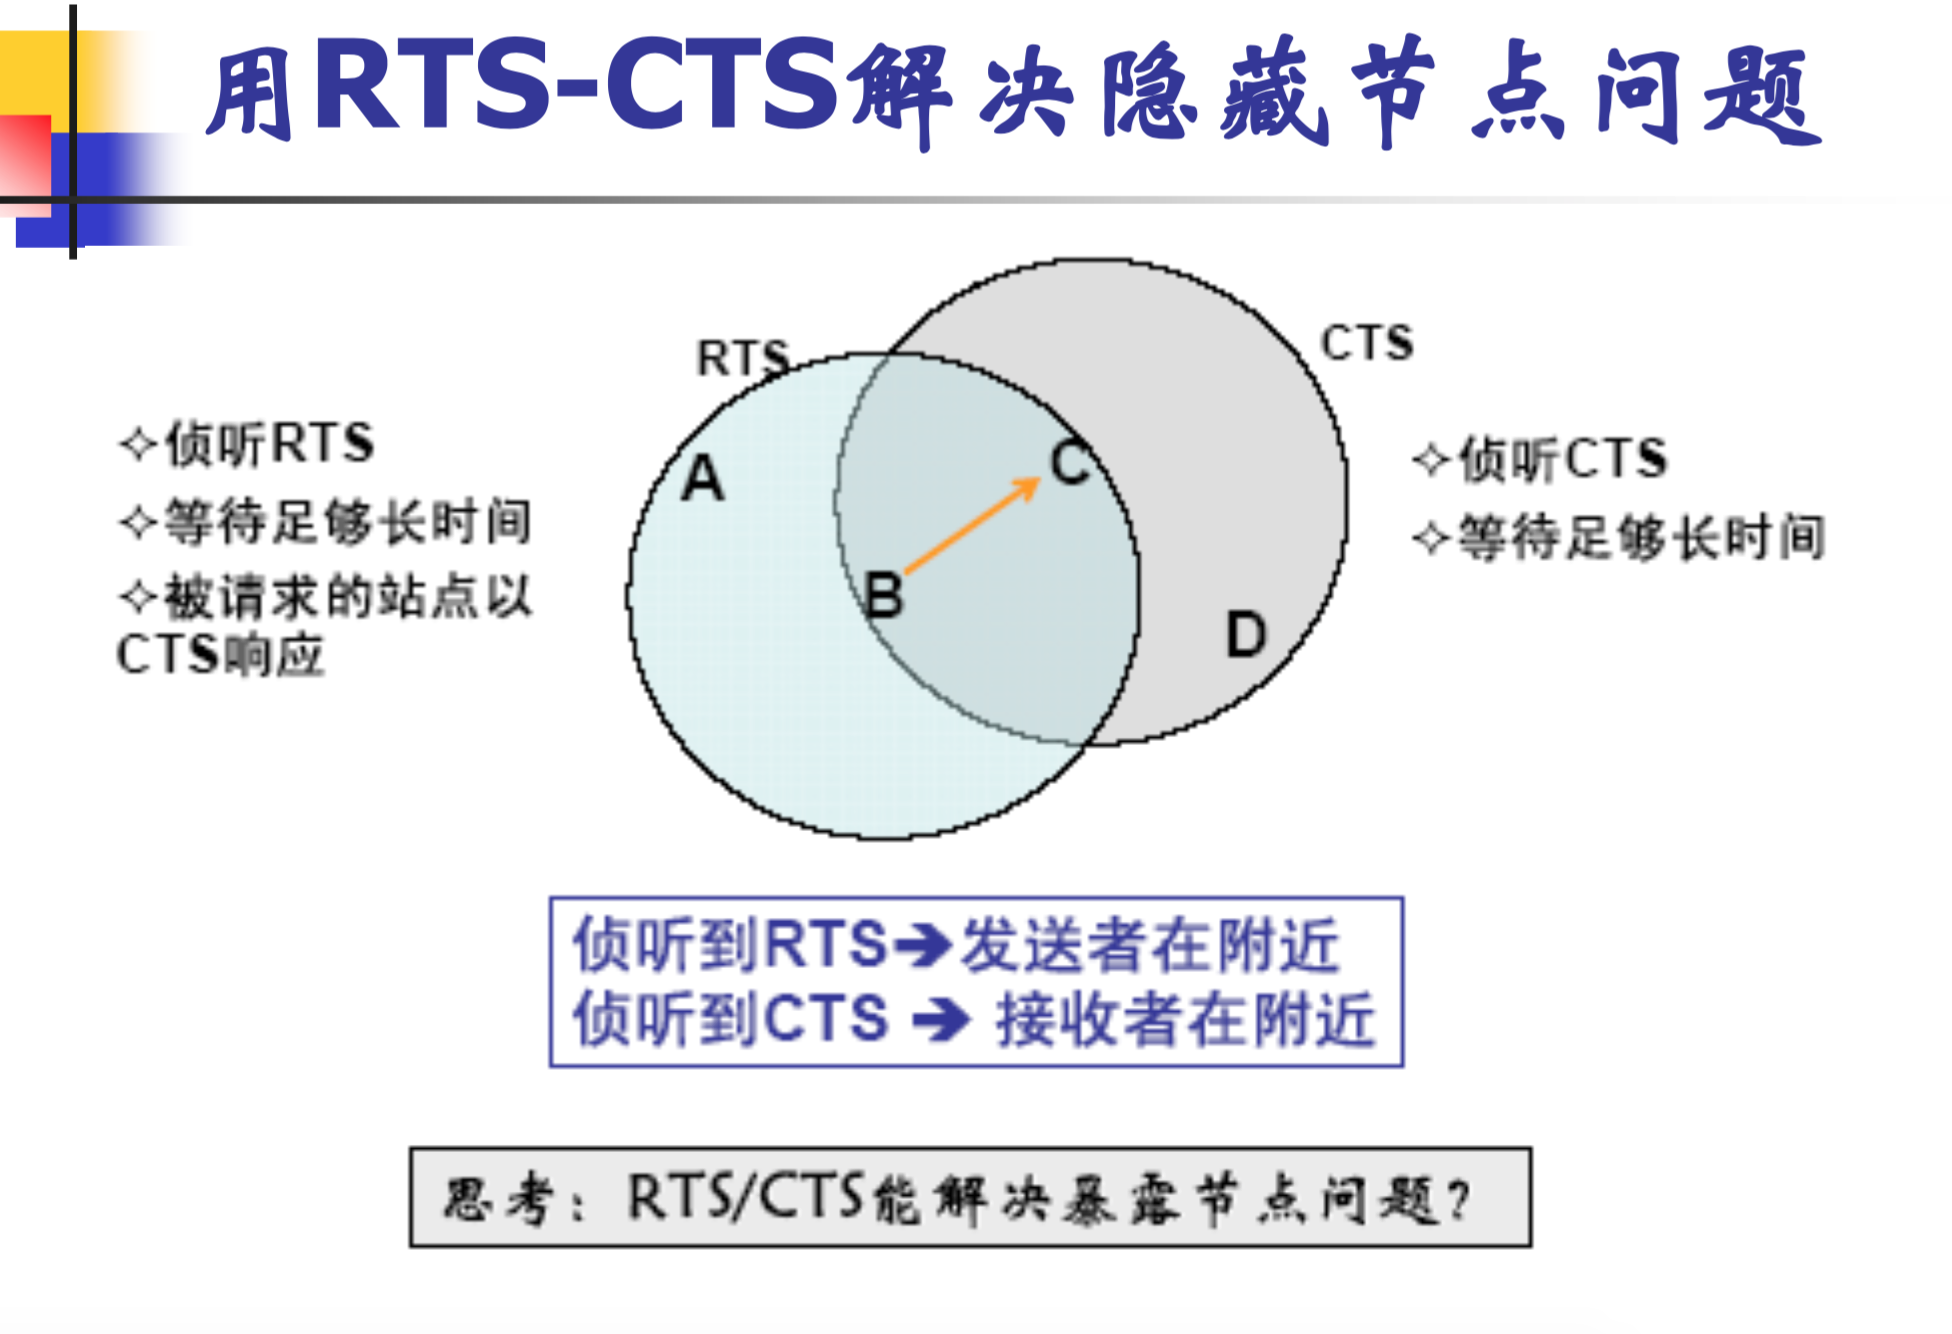 用RTS-CTS解决隐藏节点问题
RTS
CTS
✧侦听RTS
✧等待足够长时间
✧被请求的站点以
CTS响应
A
C
B
D
✧侦听CTS
✧等待足够长时间
侦听到RTS➔发送者在附近
侦听到CTS ➔ 接收者在附近
思考：RTS/CTS能解决暴露节点问题？